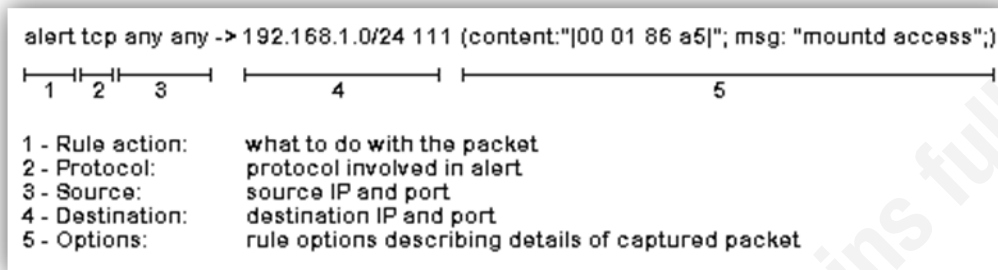 alert tcp any any -> 192.168.1.0/24 111 (content:"|00 01 86 a5|"; msg: "mountd access";)
1 2 3 4 5
1 - Rule action: what to do with the packet
2 - Protocol: protocol involved in alert
3 - Source: source IP and port
4 - Destination: destination IP and port
5 - Options: rule options describing details of captured packet
ins full